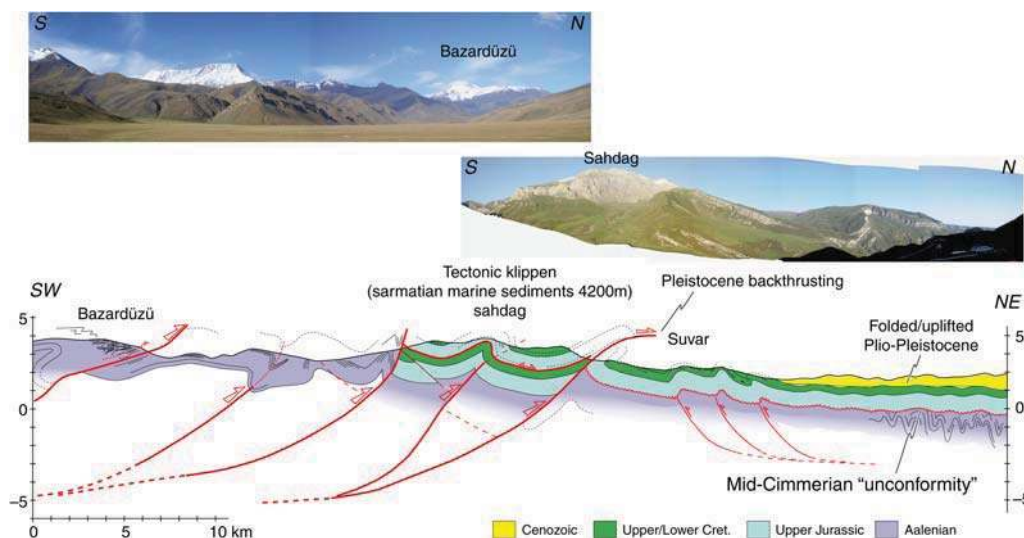 S
N
Bazardüzü
Sahdag
S
N
Tectonic klippen
(sarmatian marine sediments 4200m)
sahdag
Pleistocene backthrusting
SW
NE
Bazardüzü
Suvar
Folded/uplifted
Plio-Pleistocene
5
5
0
0
–5
–5
Mid-Cimmerian “unconformity”
0
5
10 km
Cenozoic
Upper/Lower Cret.
Upper Jurassic
Aalenian